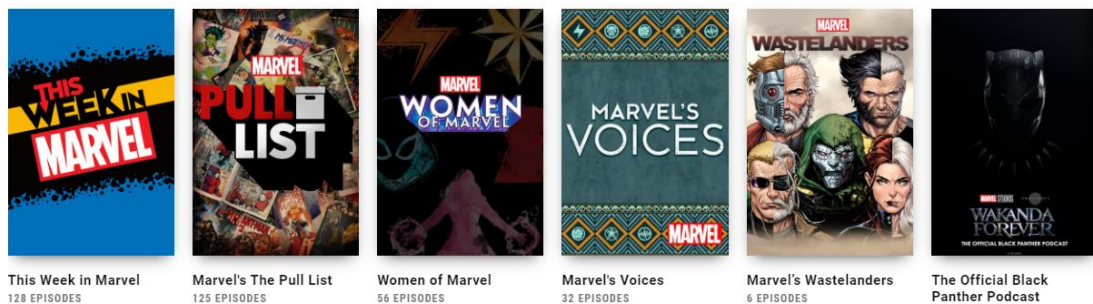 THIS
WEEK IN
MARVEL
This Week in Marvel
128 EPISODES
MARVEL
PULL
LIST
Marvel's The Pull List
125 EPISODES
MARVEL
WOMEN
OF MARVEL
Women of Marvel
56 EPISODES
MARVEL'S
VOICES
MARVEL
Marvel's Voices
32 EPISODES
MARVEL
WASTELANDERS
Marvel's Wastelanders
6 EPISODES
MARVEL STUDIOS
WAKANDA
FOREVER
THE OFFICIAL BLACK PANTHER PODCAST
The Official Black
Panther Podcast